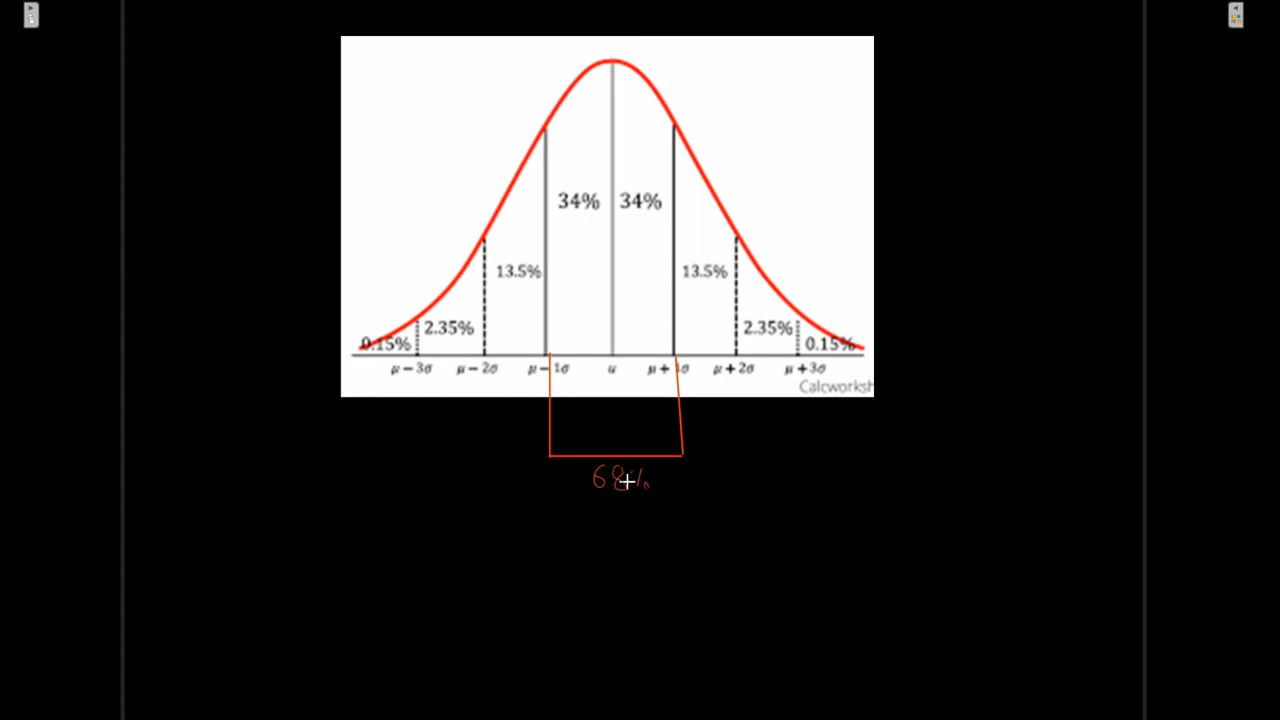 34% 34%
13.5% 13.5%
2.35% 2.35%
0.15% 0.15%
μ − 3σ μ − 2σ μ − 1σ μ μ + 1σ μ + 2σ μ + 3σ
Calcworksh
68%